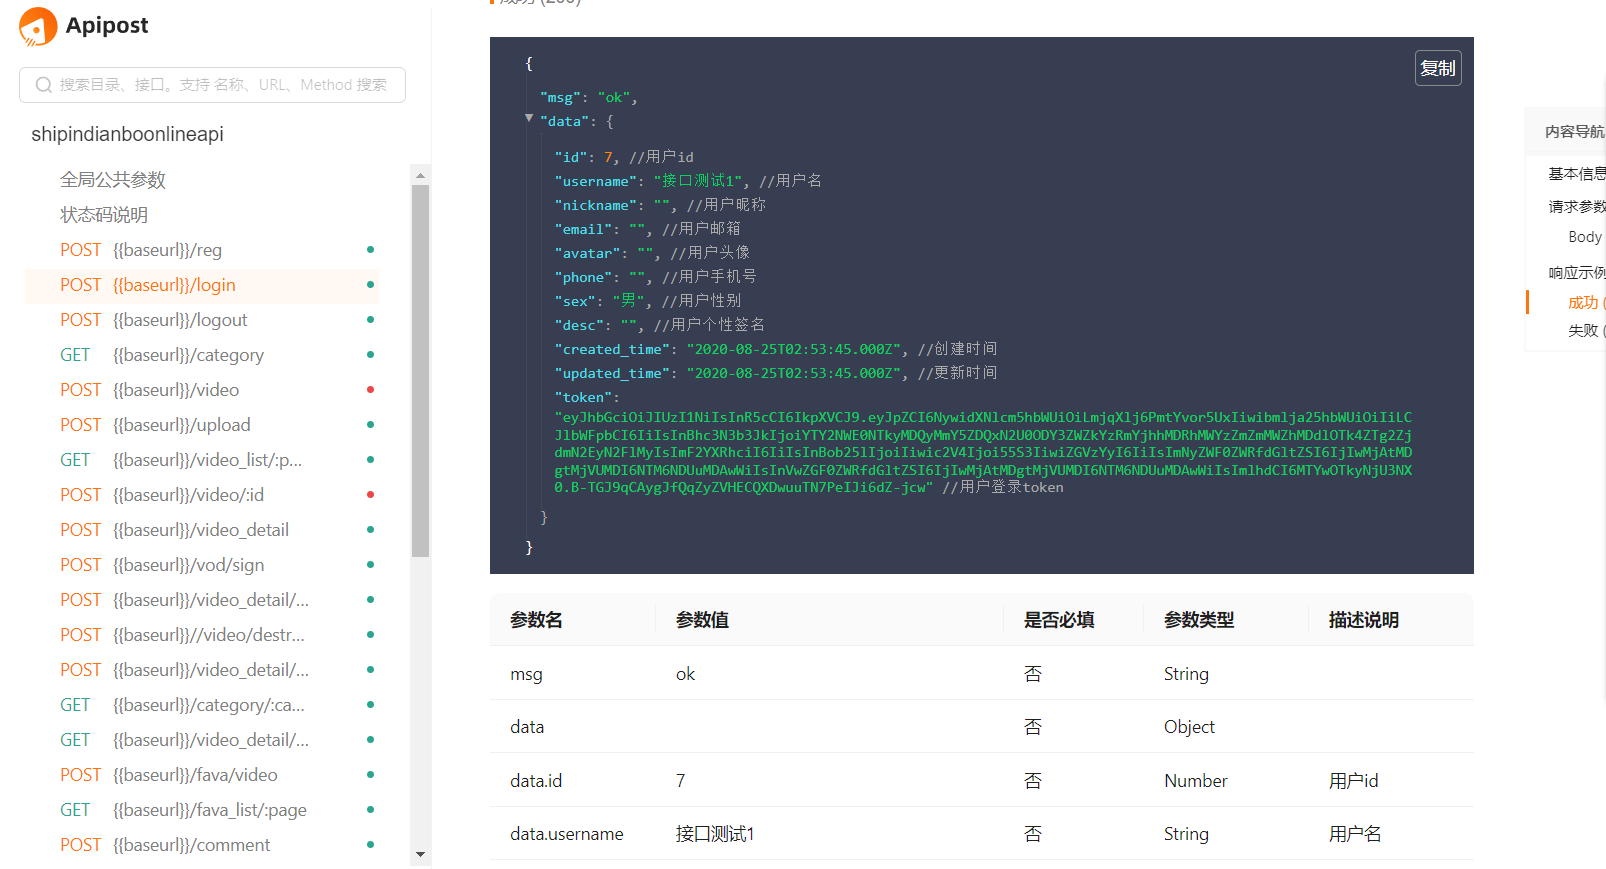 Apipost
搜索目录、接口。支持 名称、URL、Method 搜索
shipindianboonlineapi
全局公共参数
状态码说明
POST {{baseurl}}/reg
POST {{baseurl}}/login
POST {{baseurl}}/logout
GET {{baseurl}}/category
POST {{baseurl}}/video
POST {{baseurl}}/upload
GET {{baseurl}}/video_list/:p...
POST {{baseurl}}/video/:id
POST {{baseurl}}/video_detail
POST {{baseurl}}/vod/sign
POST {{baseurl}}/video_detail/...
POST {{baseurl}}//video/destr...
POST {{baseurl}}/video_detail/...
GET {{baseurl}}/category/:ca...
GET {{baseurl}}/video_detail/...
POST {{baseurl}}/fava/video
GET {{baseurl}}/fava_list/:page
POST {{baseurl}}/comment
成功 (200)
复制
{
"msg": "ok",
"data": {
"id": 7, //用户id
"username": "接口测试1", //用户名
"nickname": "", //用户昵称
"email": "", //用户邮箱
"avatar": "", //用户头像
"phone": "", //用户手机号
"sex": "男", //用户性别
"desc": "", //用户个性签名
"created_time": "2020-08-25T02:53:45.000Z", //创建时间
"updated_time": "2020-08-25T02:53:45.000Z", //更新时间
"token":
"eyJhbGciOiJIUzI1NiIsInR5cCI6IkpXVCJ9.eyJpZCI6NywidXNlcm5hbWUiOiLmjqXlj6PmtYvor5UxIiwibmlja25hbWUiOiIiLC
JlbWFpbCI6IiIsInBhc3N3b3JkIjoiYTY2NWE0NTkyMDQyMmY5ZDQxN2U0ODY3ZWZkYzRmYjhhMDRhMWYzZmZmMWZhMDdlOTk4ZTg2Zj
dmN2EyN2FlMyIsImF2YXRhciI6IiIsInBob25lIjoiIiwic2V4Ijoi55S3IiwiZGVzYyI6IiIsImNyZWF0ZWRfdGltZSI6IjIwMjAtMD
gtMjVUMDI6NTM6NDUuMDAwWiIsInVwZGF0ZWRfdGltZSI6IjIwMjAtMDgtMjVUMDI6NTM6NDUuMDAwWiIsImlhdCI6MTYwOTkyNjU3NX
0.B-TGJ9qCAygJfQqZyZVHECQXDwuuTN7PeIJi6dZ-jcw" //用户登录token
}
}
参数名 参数值 是否必填 参数类型 描述说明
msg ok 否 String
data 否 Object
data.id 7 否 Number 用户id
data.username 接口测试1 否 String 用户名
内容导航
基本信息
请求参数
Body
响应示例
成功 (
失败 (